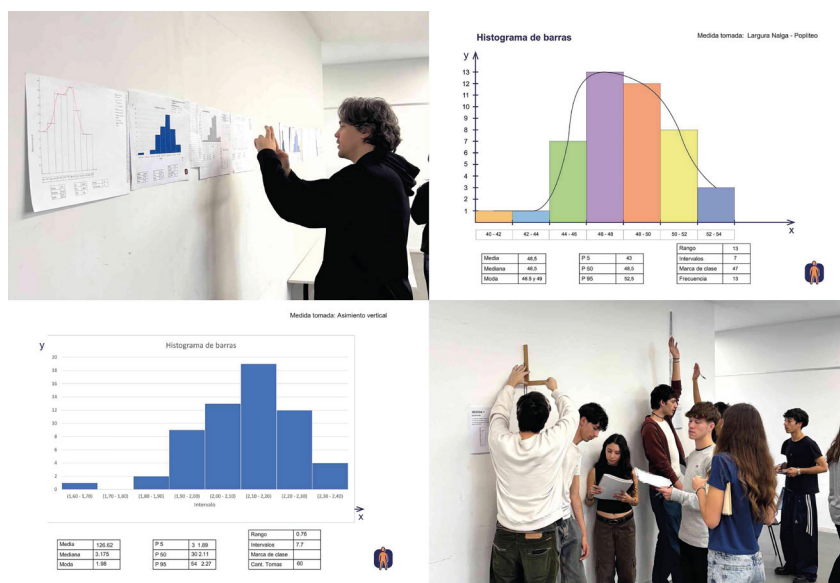 Histograma de barras
Medida tomada: Largura Nalga - Poplíteo
y
13
12
11
10
9
8
7
6
5
4
3
2
1
40 - 42 42 - 44 44 - 46 46 - 48 48 - 50 50 - 52 52 - 54
x
Media 48,5
Mediana 48,5
Moda 48.5 y 49
P 5 43
P 50 48,5
P 95 52,5
Rango 13
Intervalos 7
Marca de clase 47
Frecuencia 13
Medida tomada: Asimiento vertical
y
Histograma de barras
20
18
16
14
12
10
8
6
4
2
0
(1,60 - 1,70) (1,70 - 1,80) (1,80 - 1,90) (1,90 - 2,00) (2,00 - 2,10) (2,10 - 2,20) (2,20 - 2,30) (2,30 - 2,40)
Intervalo
x
Media 126.62
Mediana 3.175
Moda 1.98
P 5 3 1.89
P 50 30 2.11
P 95 54 2.27
Rango 0.76
Intervalos 7.7
Marca de clase
Cant. Tomas 60